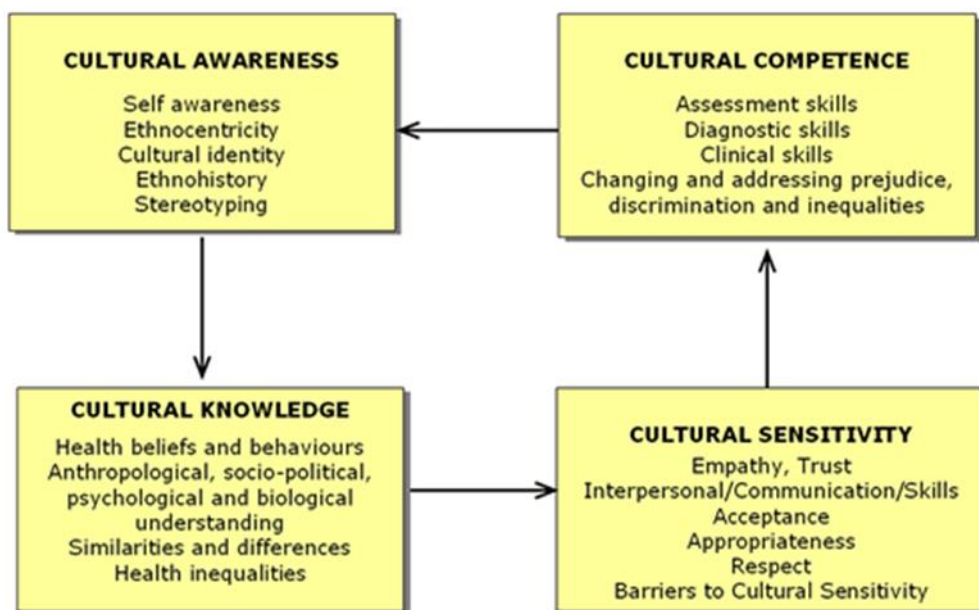 CULTURAL AWARENESS
Self awareness
Ethnocentricity
Cultural identity
Ethnohistory
Stereotyping
CULTURAL COMPETENCE
Assessment skills
Diagnostic skills
Clinical skills
Changing and addressing prejudice,
discrimination and inequalities
CULTURAL KNOWLEDGE
Health beliefs and behaviours
Anthropological, socio-political,
psychological and biological
understanding
Similarities and differences
Health inequalities
CULTURAL SENSITIVITY
Empathy, Trust
Interpersonal/Communication/Skills
Acceptance
Appropriateness
Respect
Barriers to Cultural Sensitivity